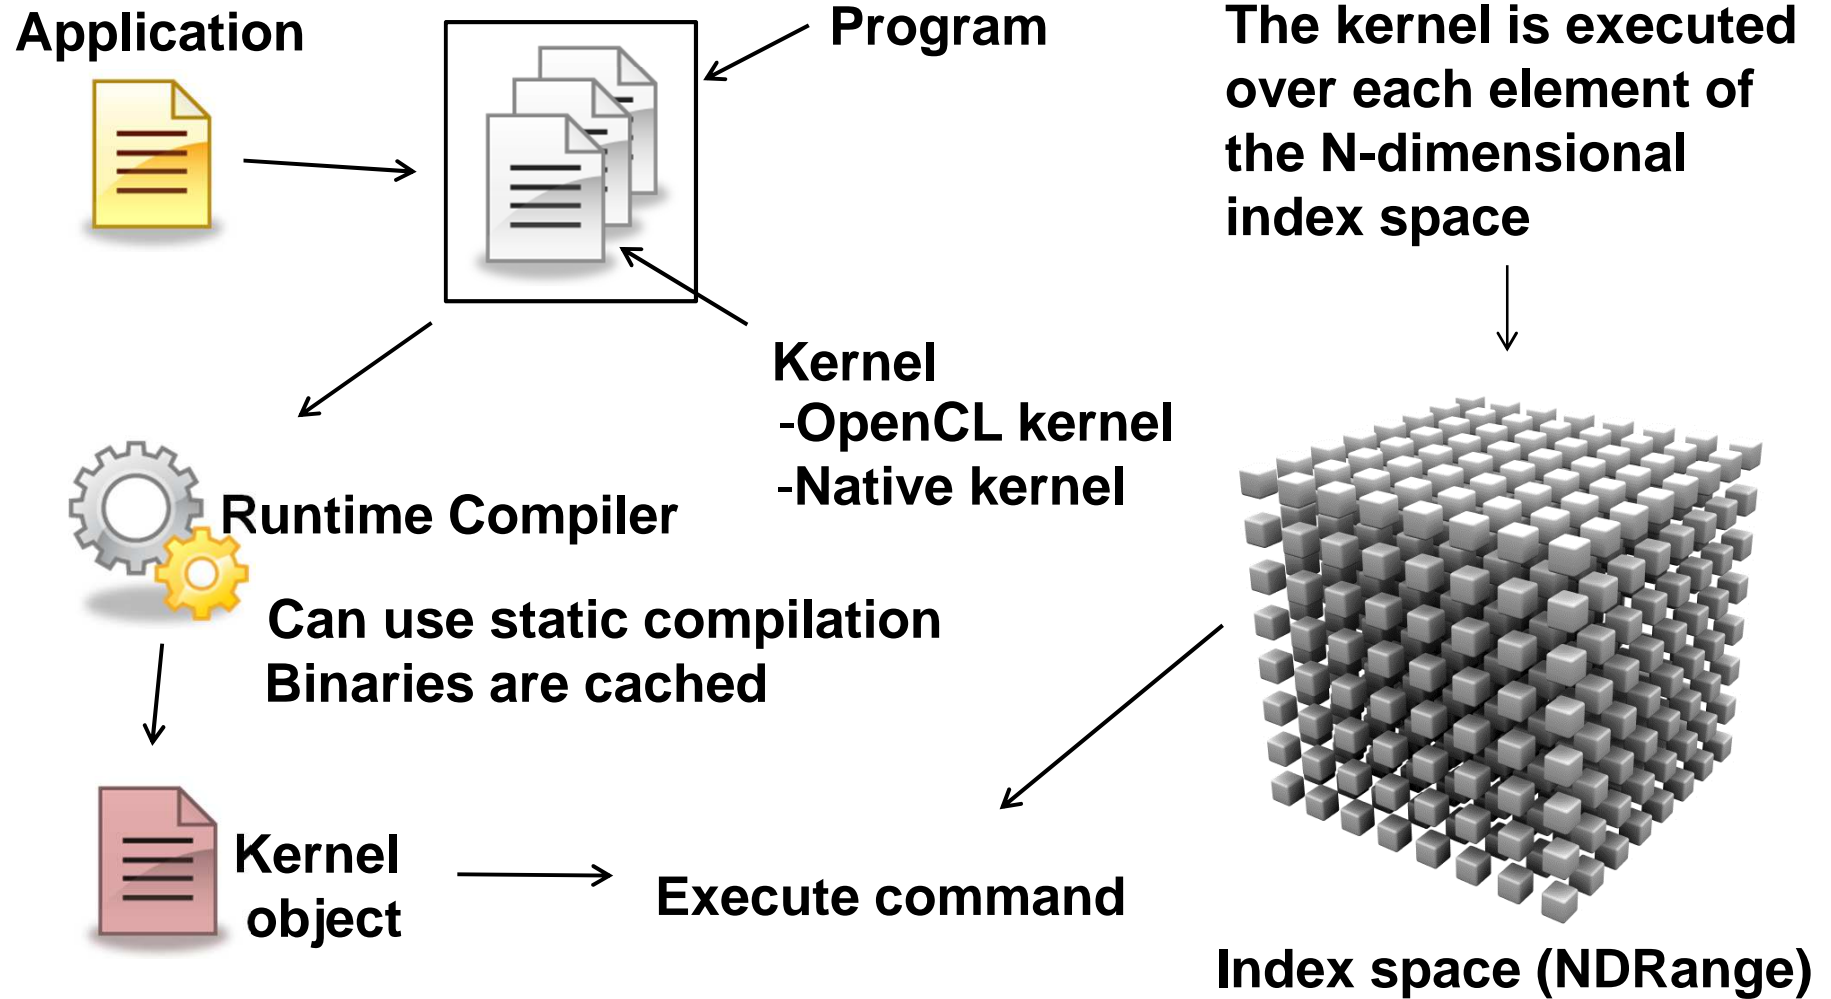 Application
Program
The kernel is executed
over each element of
the N-dimensional
index space
Kernel
-OpenCL kernel
-Native kernel
Runtime Compiler
Can use static compilation
Binaries are cached
Kernel
object
Execute command
Index space (NDRange)